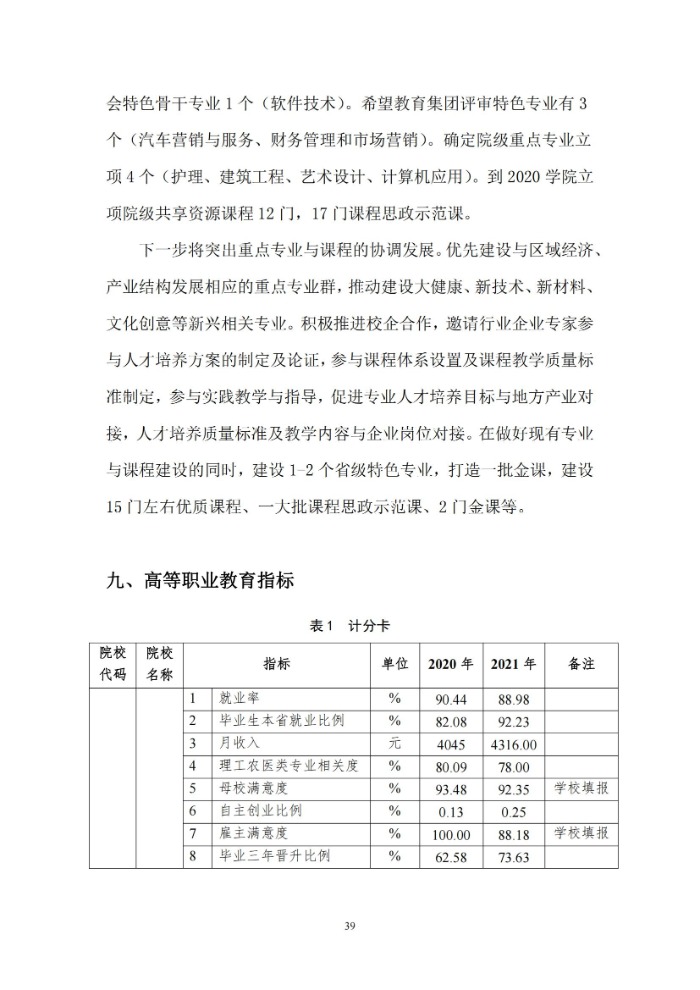 会特色骨干专业 1 个（软件技术）。希望教育集团评审特色专业有 3
个（汽车营销与服务、财务管理和市场营销）。确定院级重点专业立
项 4 个（护理、建筑工程、艺术设计、计算机应用）。到 2020 学院立
项院级共享资源课程 12 门，17 门课程思政示范课。
下一步将突出重点专业与课程的协调发展。优先建设与区域经济、
产业结构发展相应的重点专业群，推动建设大健康、新技术、新材料、
文化创意等新兴相关专业。积极推进校企合作，邀请行业企业专家参
与人才培养方案的制定及论证，参与课程体系设置及课程教学质量标
准制定，参与实践教学与指导，促进专业人才培养目标与地方产业对
接，人才培养质量标准及教学内容与企业岗位对接。在做好现有专业
与课程建设的同时，建设 1-2 个省级特色专业，打造一批金课，建设
15 门左右优质课程、一大批课程思政示范课、2 门金课等。
九、高等职业教育指标
表 1 计分卡
院校代码 院校名称 指标 单位 2020 年 2021 年 备注
1 就业率 % 90.44 88.98
2 毕业生本省就业比例 % 82.08 92.23
3 月收入 元 4045 4316.00
4 理工农医类专业相关度 % 80.09 78.00
5 母校满意度 % 93.48 92.35 学校填报
6 自主创业比例 % 0.13 0.25
7 雇主满意度 % 100.00 88.18 学校填报
8 毕业三年晋升比例 % 62.58 73.63
39